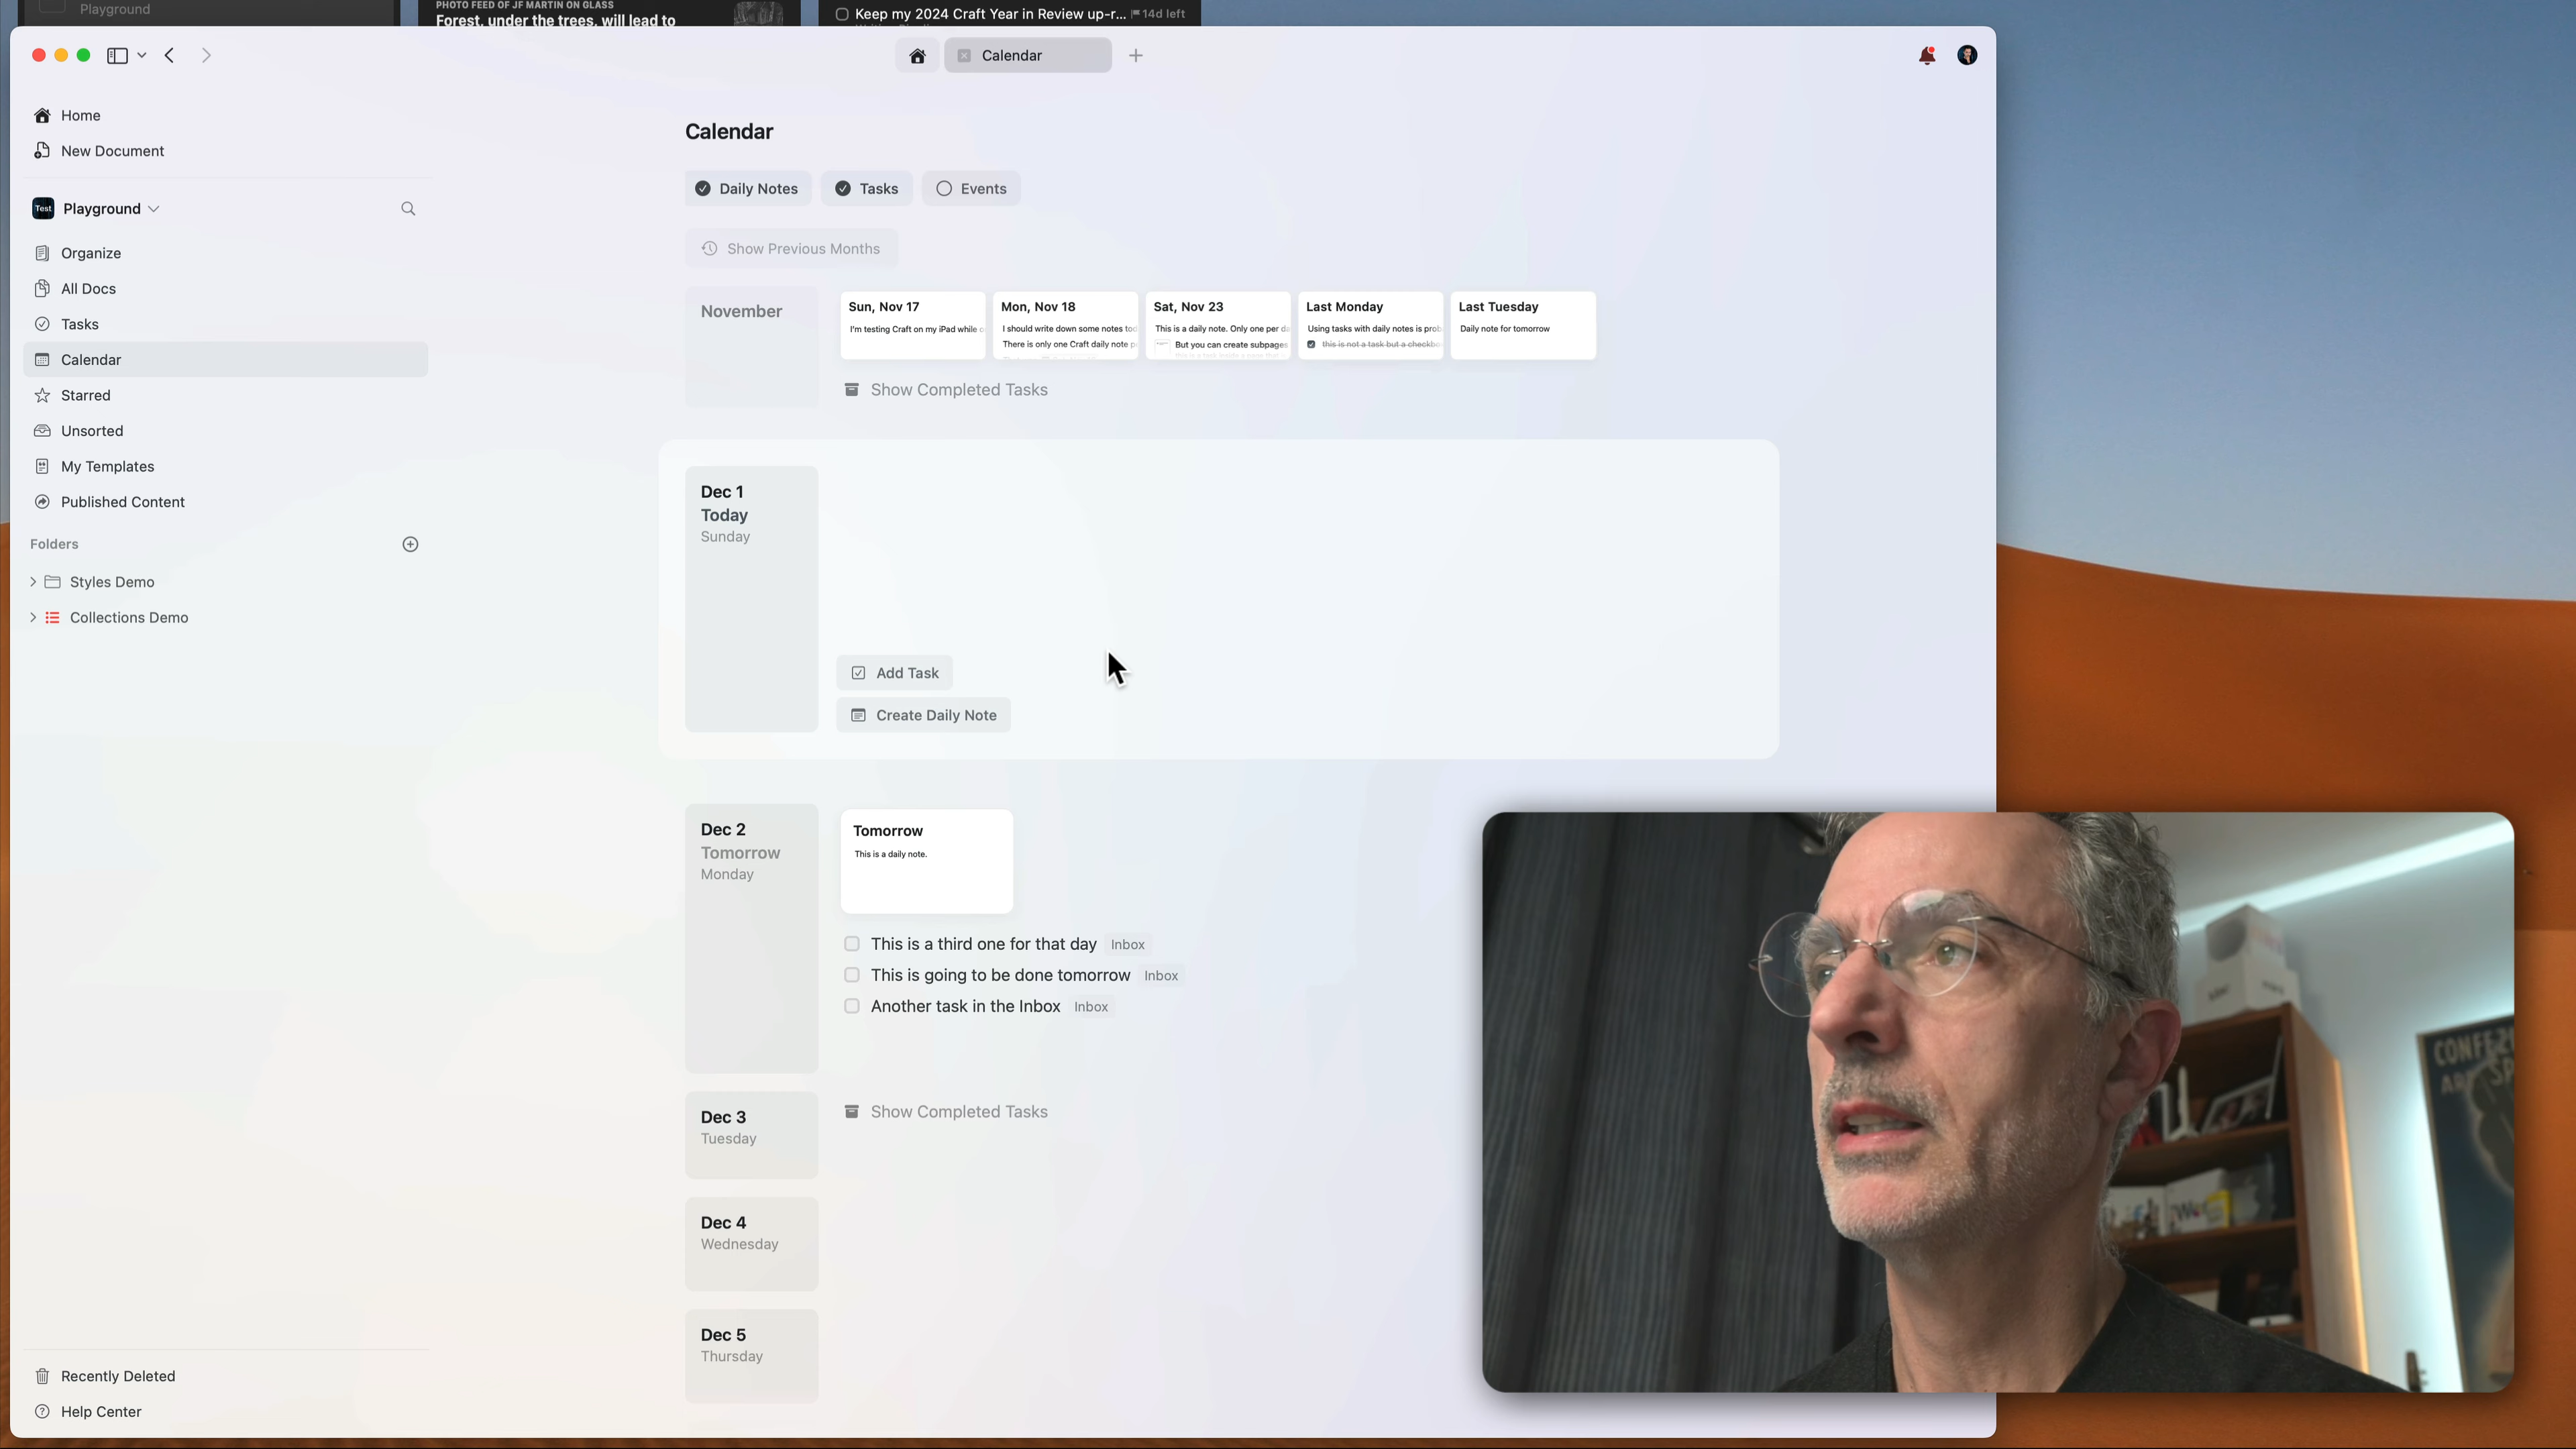 Playground
PHOTO FEED OF JF MARTIN ON GLASS
Forest, under the trees, will lead to
Keep my 2024 Craft Year in Review up-r...
14d left
Calendar
Home
New Document
Test
Playground
Organize
All Docs
Tasks
Calendar
Starred
Unsorted
My Templates
Published Content
Folders
Styles Demo
Collections Demo
Recently Deleted
Help Center
Calendar
Daily Notes
Tasks
Events
Show Previous Months
November
Sun, Nov 17
I'm testing Craft on my iPad while o
Mon, Nov 18
I should write down some notes tod
There is only one Craft daily note p
Sat, Nov 23
This is a daily note. Only one per da
But you can create subpages
this is a task inside a page that
Last Monday
Using tasks with daily notes is prob
this is not a task but a checkbo
Last Tuesday
Daily note for tomorrow
Show Completed Tasks
Dec 1
Today
Sunday
Add Task
Create Daily Note
Dec 2
Tomorrow
Monday
Tomorrow
This is a daily note.
This is a third one for that day Inbox
This is going to be done tomorrow Inbox
Another task in the Inbox Inbox
Dec 3
Tuesday
Show Completed Tasks
Dec 4
Wednesday
Dec 5
Thursday